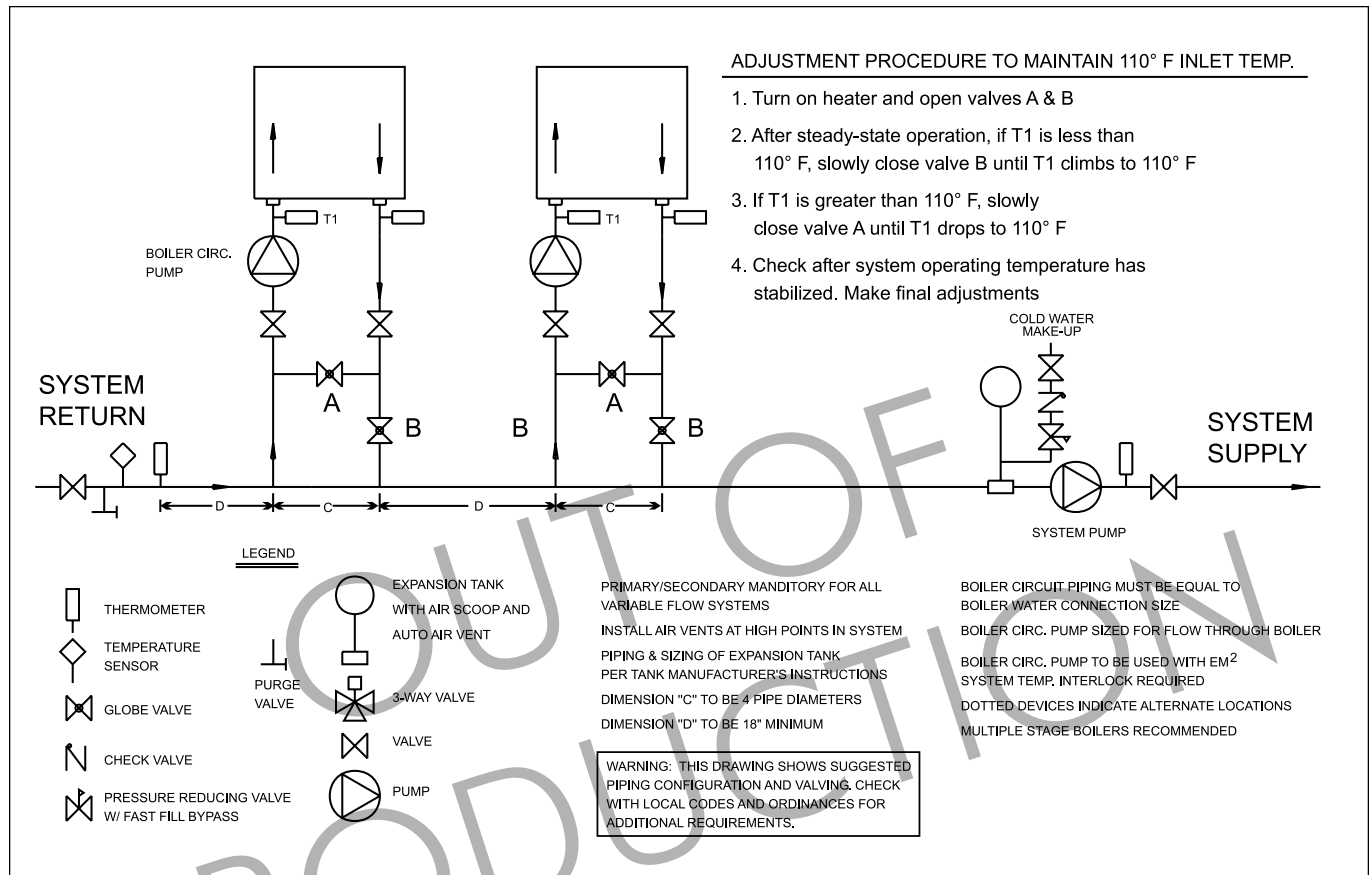 ADJUSTMENT PROCEDURE TO MAINTAIN 110° F INLET TEMP.
1. Turn on heater and open valves A & B
2. After steady-state operation, if T1 is less than
110° F, slowly close valve B until T1 climbs to 110° F
3. If T1 is greater than 110° F, slowly
close valve A until T1 drops to 110° F
4. Check after system operating temperature has
stabilized. Make final adjustments
T1
T1
BOILER CIRC.
PUMP
COLD WATER
MAKE-UP
SYSTEM
RETURN
A
B
B
A
B
SYSTEM
SUPPLY
D
C
D
C
SYSTEM PUMP
LEGEND
THERMOMETER
TEMPERATURE
SENSOR
GLOBE VALVE
CHECK VALVE
PRESSURE REDUCING VALVE
W/ FAST FILL BYPASS
PURGE
VALVE
EXPANSION TANK
WITH AIR SCOOP AND
AUTO AIR VENT
3-WAY VALVE
VALVE
PUMP
PRIMARY/SECONDARY MANDITORY FOR ALL
VARIABLE FLOW SYSTEMS
INSTALL AIR VENTS AT HIGH POINTS IN SYSTEM
PIPING & SIZING OF EXPANSION TANK
PER TANK MANUFACTURER'S INSTRUCTIONS
DIMENSION "C" TO BE 4 PIPE DIAMETERS
DIMENSION "D" TO BE 18" MINIMUM
WARNING: THIS DRAWING SHOWS SUGGESTED
PIPING CONFIGURATION AND VALVING. CHECK
WITH LOCAL CODES AND ORDINANCES FOR
ADDITIONAL REQUIREMENTS.
BOILER CIRCUIT PIPING MUST BE EQUAL TO
BOILER WATER CONNECTION SIZE
BOILER CIRC. PUMP SIZED FOR FLOW THROUGH BOILER
BOILER CIRC. PUMP TO BE USED WITH EM²
SYSTEM TEMP. INTERLOCK REQUIRED
DOTTED DEVICES INDICATE ALTERNATE LOCATIONS
MULTIPLE STAGE BOILERS RECOMMENDED
OUT OF
PRODUCTION